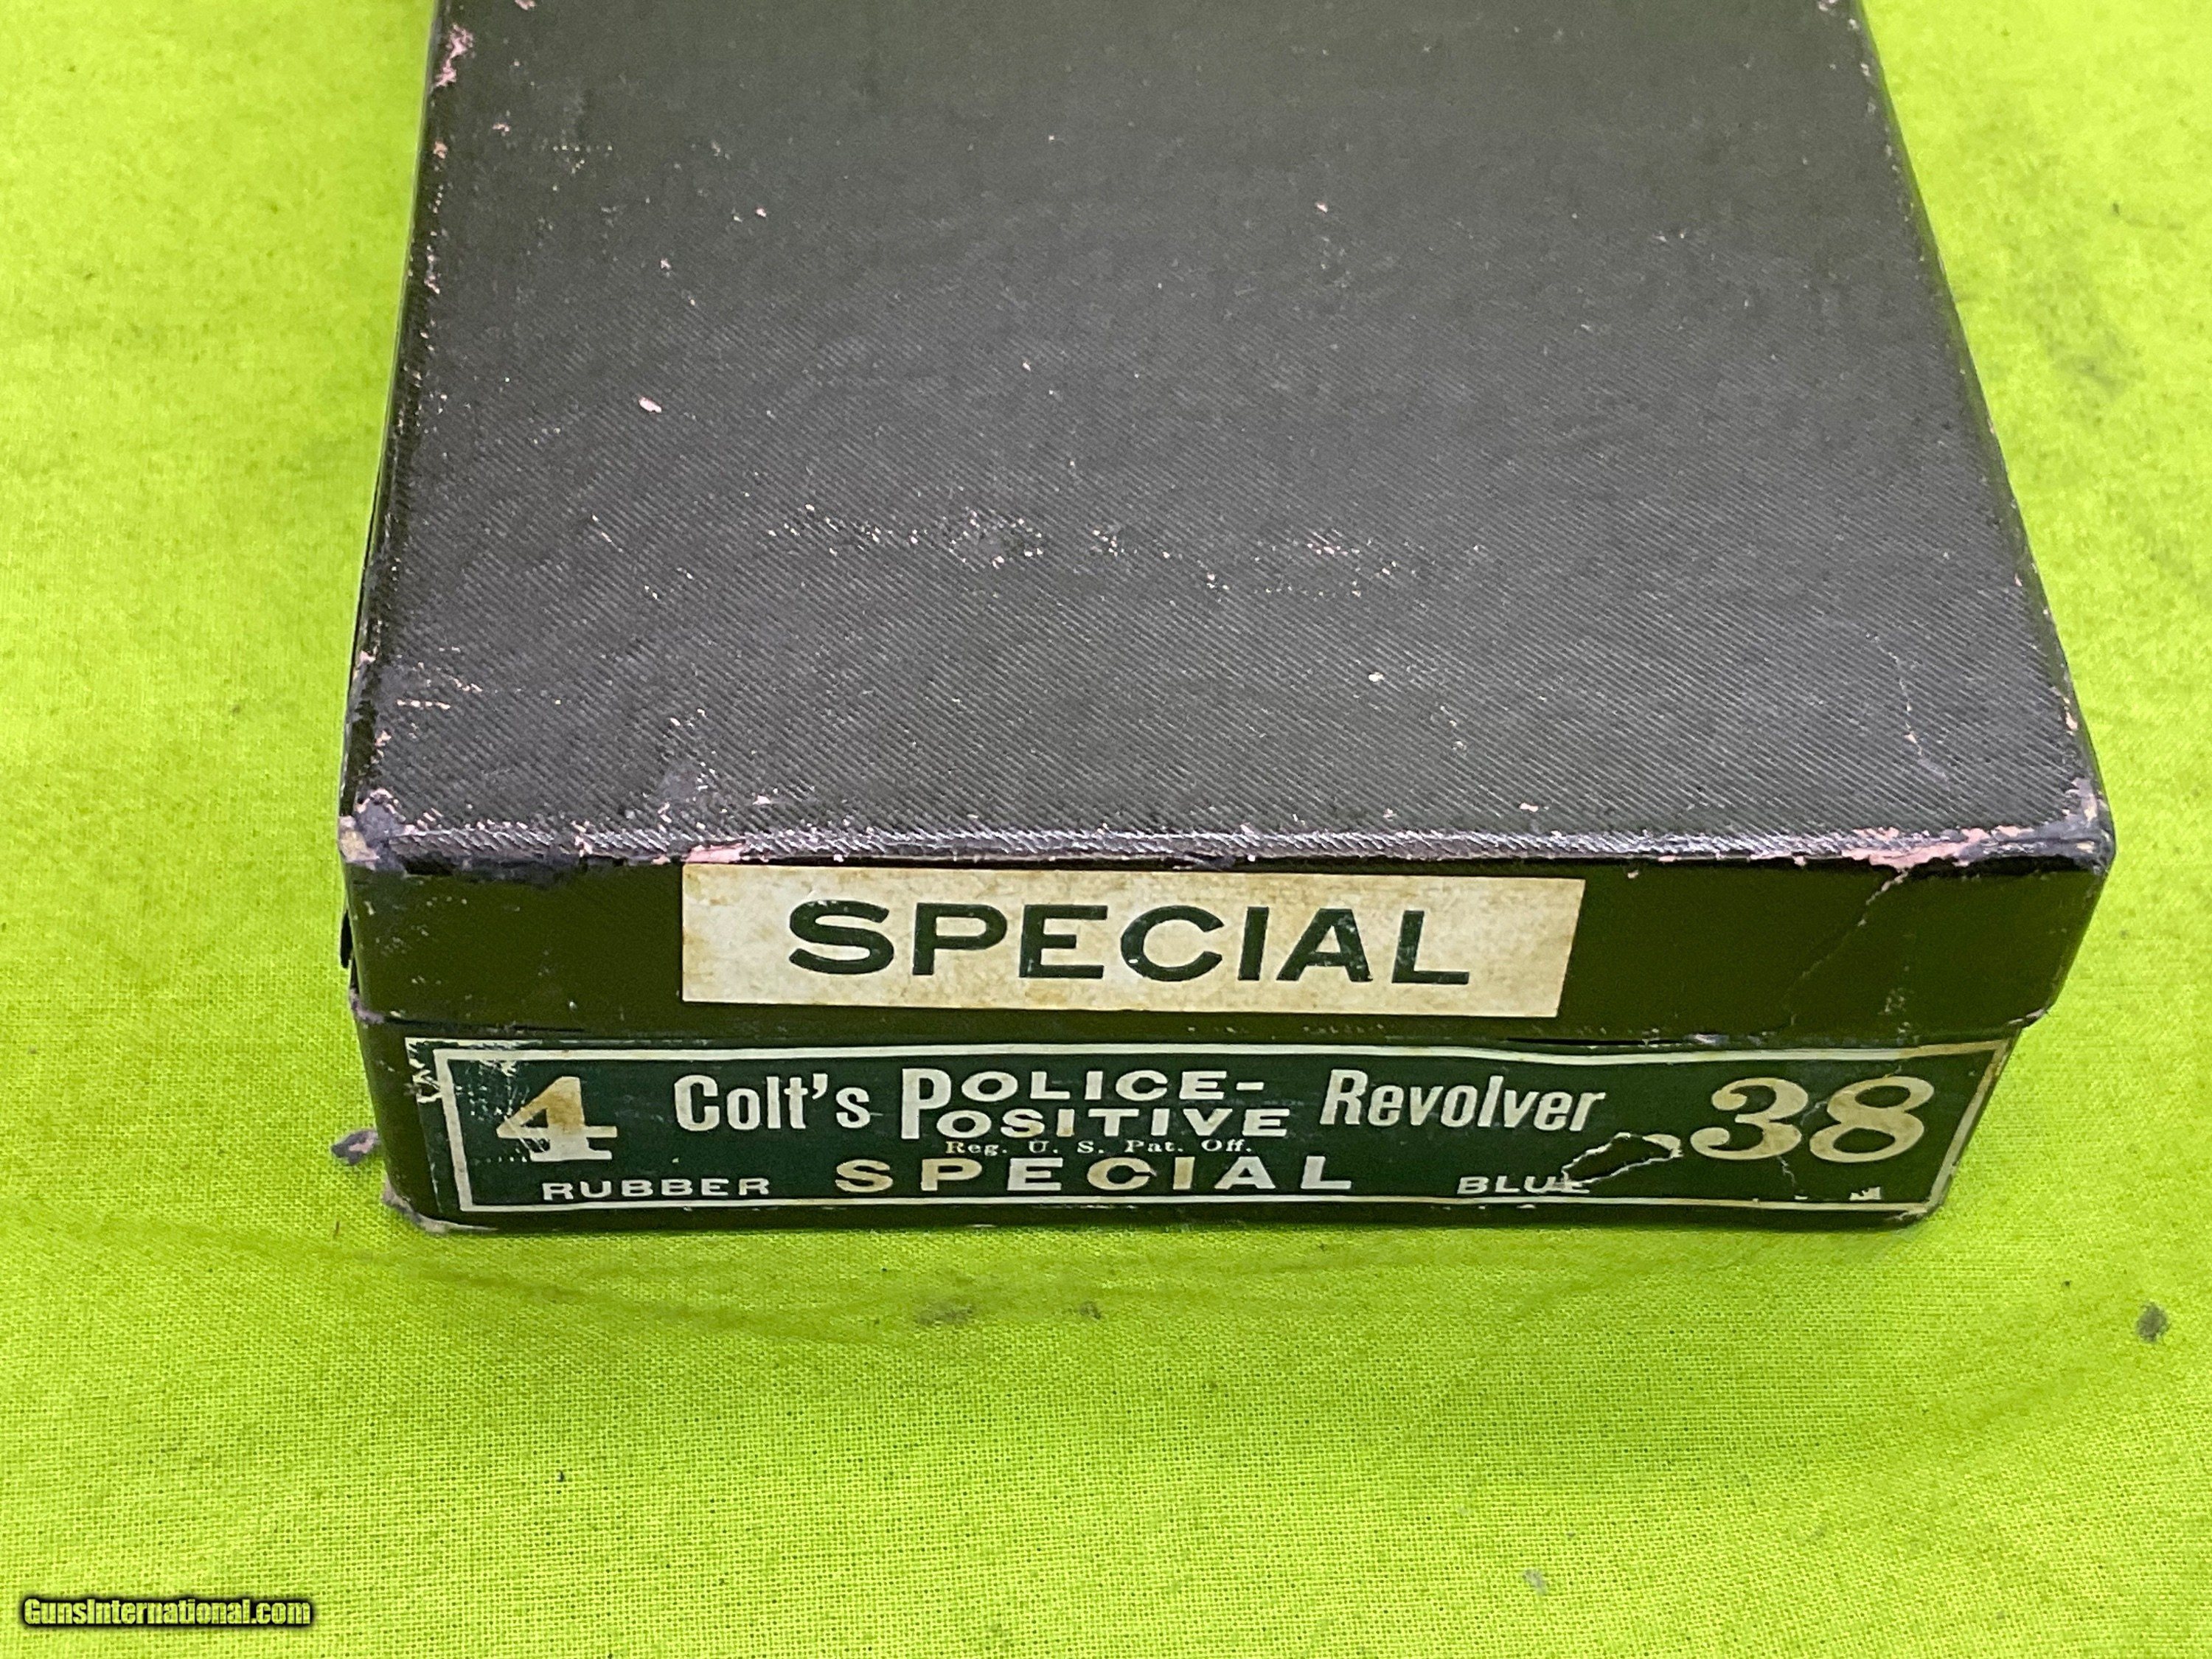 SPECIAL
4 Colt's POLICE-POSITIVE Revolver .38
Reg. U. S. Pat. Off.
RUBBER SPECIAL BLUE
GunsInternational.com